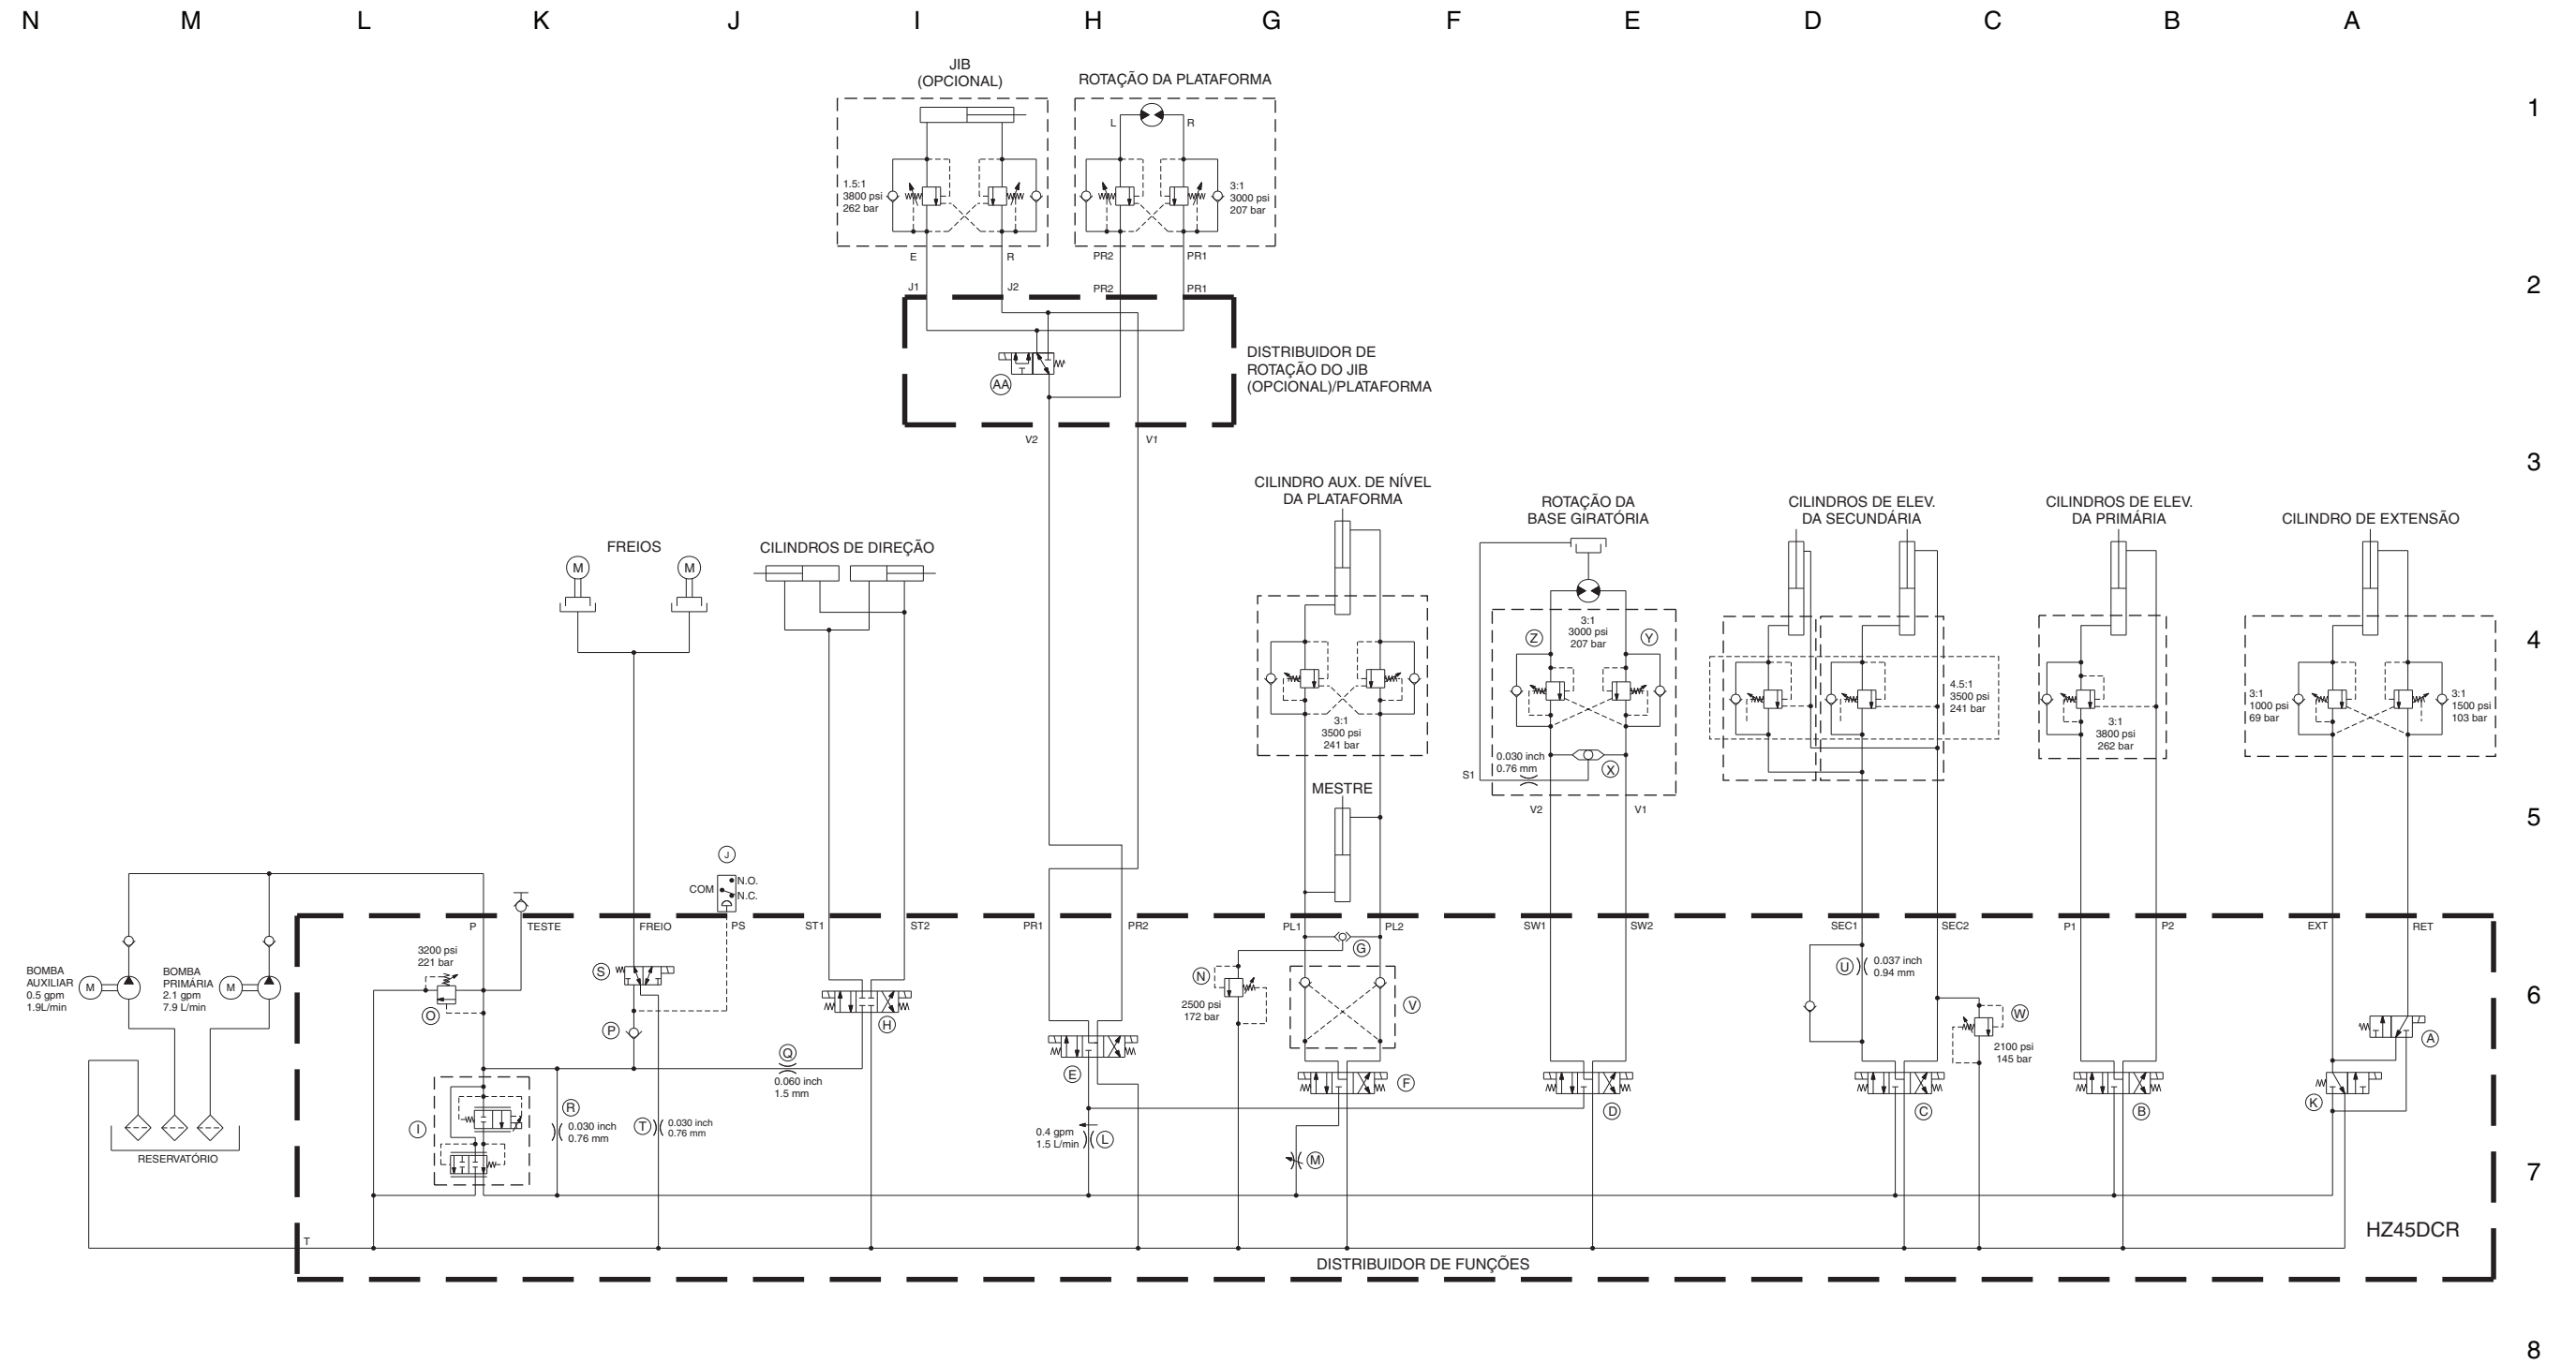 N M L K J I H G F E D C B A
JIB
(OPCIONAL)
ROTAÇÃO DA PLATAFORMA
1
L
R
1.5:1
3800 psi
262 bar
3:1
3000 psi
207 bar
E
R
PR2
PR1
J1
J2
PR2
PR1
2
DISTRIBUIDOR DE
ROTAÇÃO DO JIB
(OPCIONAL)/PLATAFORMA
AA
V2
V1
3
CILINDRO AUX. DE NÍVEL
DA PLATAFORMA
ROTAÇÃO DA
BASE GIRATÓRIA
CILINDROS DE ELEV.
DA SECUNDÁRIA
CILINDROS DE ELEV.
DA PRIMÁRIA
CILINDRO DE EXTENSÃO
FREIOS
CILINDROS DE DIREÇÃO
M
M
4
Z
3:1
3000 psi
207 bar
Y
4.5:1
3500 psi
241 bar
3:1
1000 psi
69 bar
3:1
1500 psi
103 bar
3:1
3500 psi
241 bar
3:1
3800 psi
262 bar
0.030 inch
0.76 mm
X
S1
MESTRE
V2
V1
5
J
COM
N.O.
N.C.
P
TESTE
FREIO
PS
ST1
ST2
PR1
PR2
PL1
PL2
SW1
SW2
SEC1
SEC2
P1
P2
EXT
RET
3200 psi
221 bar
G
BOMBA
AUXILIAR
0.5 gpm
1.9L/min
M
BOMBA
PRIMÁRIA
2.1 gpm
7.9 L/min
M
S
N
U
0.037 inch
0.94 mm
6
O
2500 psi
172 bar
V
W
P
H
A
2100 psi
145 bar
Q
0.060 inch
1.5 mm
E
F
D
C
B
K
R
0.030 inch
0.76 mm
I
T
0.030 inch
0.76 mm
0.4 gpm
1.5 L/min
L
M
RESERVATÓRIO
7
T
HZ45DCR
DISTRIBUIDOR DE FUNÇÕES
8